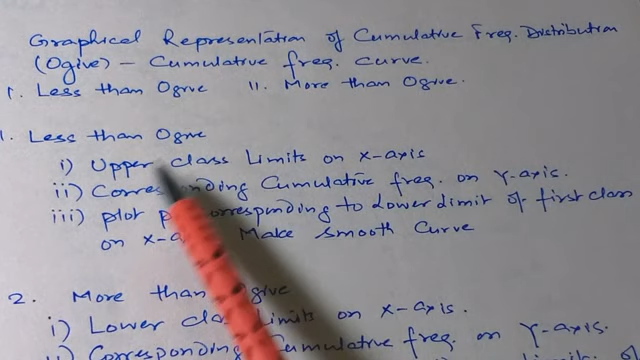 Graphical Representation of Cumulative Freq. Distribution
(Ogive) - Cumulative freq. curve.
1. Less than Ogive 11. More than Ogive.
1. Less than Ogive
i) Upper class Limits on x-axis
ii) Corresponding Cumulative freq. on Y-axis.
iii) plot corresponding to lower limit of first class
on x-a Make smooth Curve
2. More than Ogive
i) Lower class Limits on x-axis.
ii) Corresponding Cumulative freq. on Y-axis.